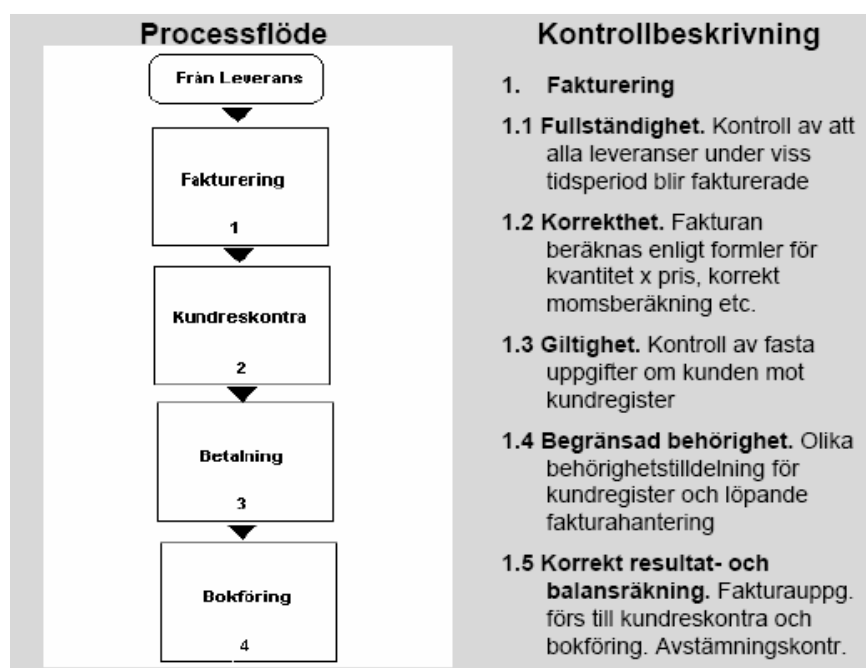 Processflöde
Från Leverans
Fakturering
1
Kundreskontra
2
Betalning
3
Bokföring
4
Kontrollbeskrivning
1. Fakturering
1.1 Fullständighet. Kontroll av att
alla leveranser under viss
tidsperiod blir fakturerade
1.2 Korrekthet. Fakturan
beräknas enligt formler för
kvantitet x pris, korrekt
momsberäkning etc.
1.3 Giltighet. Kontroll av fasta
uppgifter om kunden mot
kundregister
1.4 Begränsad behörighet. Olika
behörighetstilldelning för
kundregister och löpande
fakturahantering
1.5 Korrekt resultat- och
balansräkning. Fakturauppg.
förs till kundreskontra och
bokföring. Avstämningskontr.